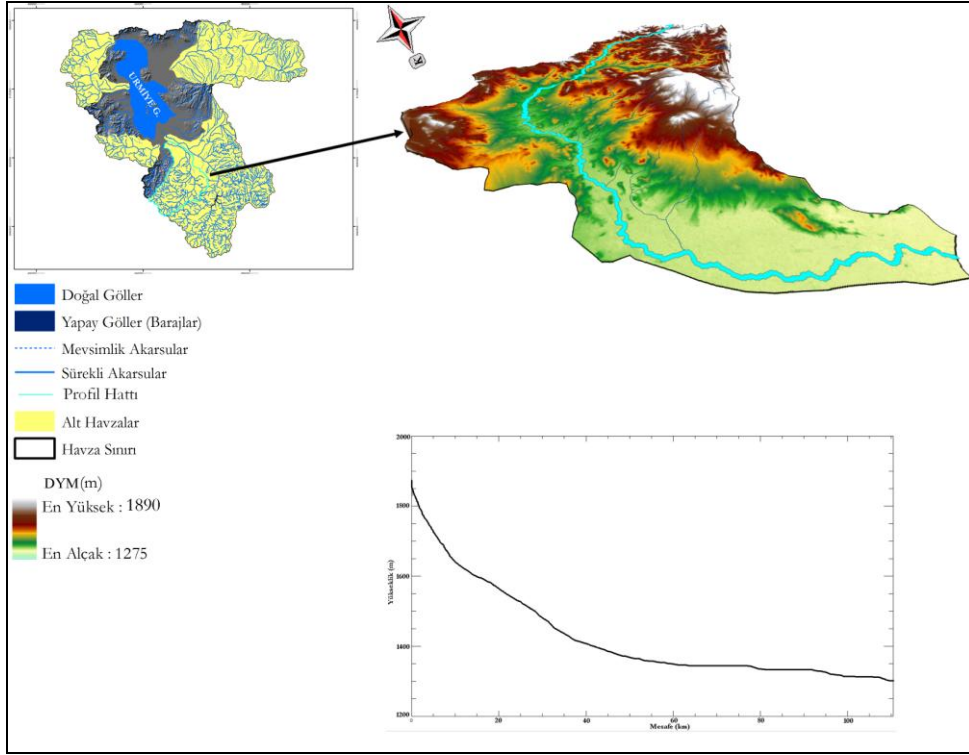 URMİYE G.
Doğal Göller
Yapay Göller (Barajlar)
Mevsimlik Akarsular
Sürekli Akarsular
Profil Hattı
Alt Havzalar
Havza Sınırı
DYM(m)
En Yüksek : 1890
En Alçak : 1275
2000
1800
1600
1400
1200
Yükseklik (m)
0 20 40 60 80 100
Mesafe (km)